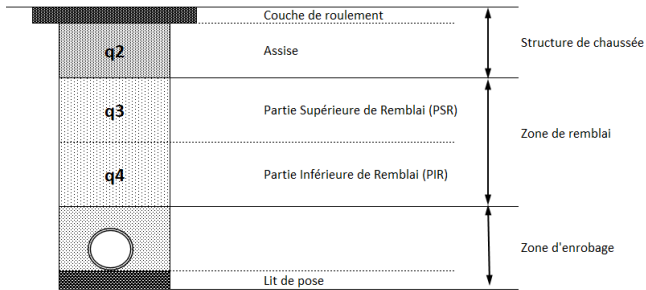 Couche de roulement
Structure de chaussée
q2
Assise
q3
Partie Supérieure de Remblai (PSR)
Zone de remblai
q4
Partie Inférieure de Remblai (PIR)
Zone d'enrobage
Lit de pose